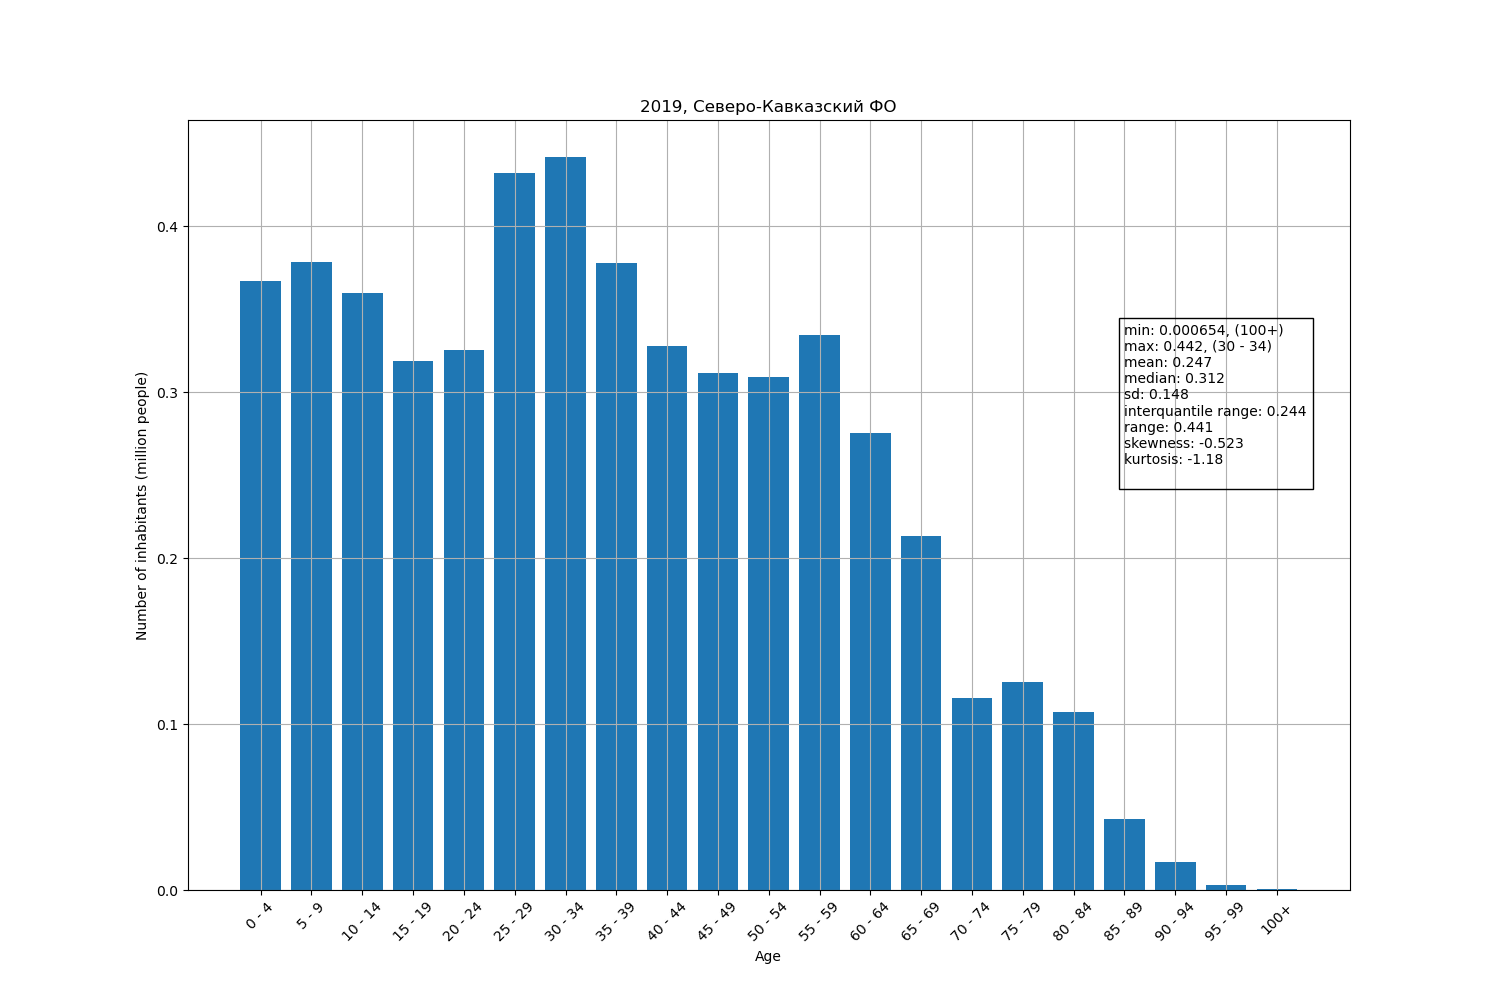 2019, Северо-Кавказский ФО
Number of inhabitants (million people)
0.4
0.3
0.2
0.1
0.0
min: 0.000654, (100+)
max: 0.442, (30 - 34)
mean: 0.247
median: 0.312
sd: 0.148
interquantile range: 0.244
range: 0.441
skewness: -0.523
kurtosis: -1.18
0 - 4
5 - 9
10 - 14
15 - 19
20 - 24
25 - 29
30 - 34
35 - 39
40 - 44
45 - 49
50 - 54
55 - 59
60 - 64
65 - 69
70 - 74
75 - 79
80 - 84
85 - 89
90 - 94
95 - 99
100+
Age